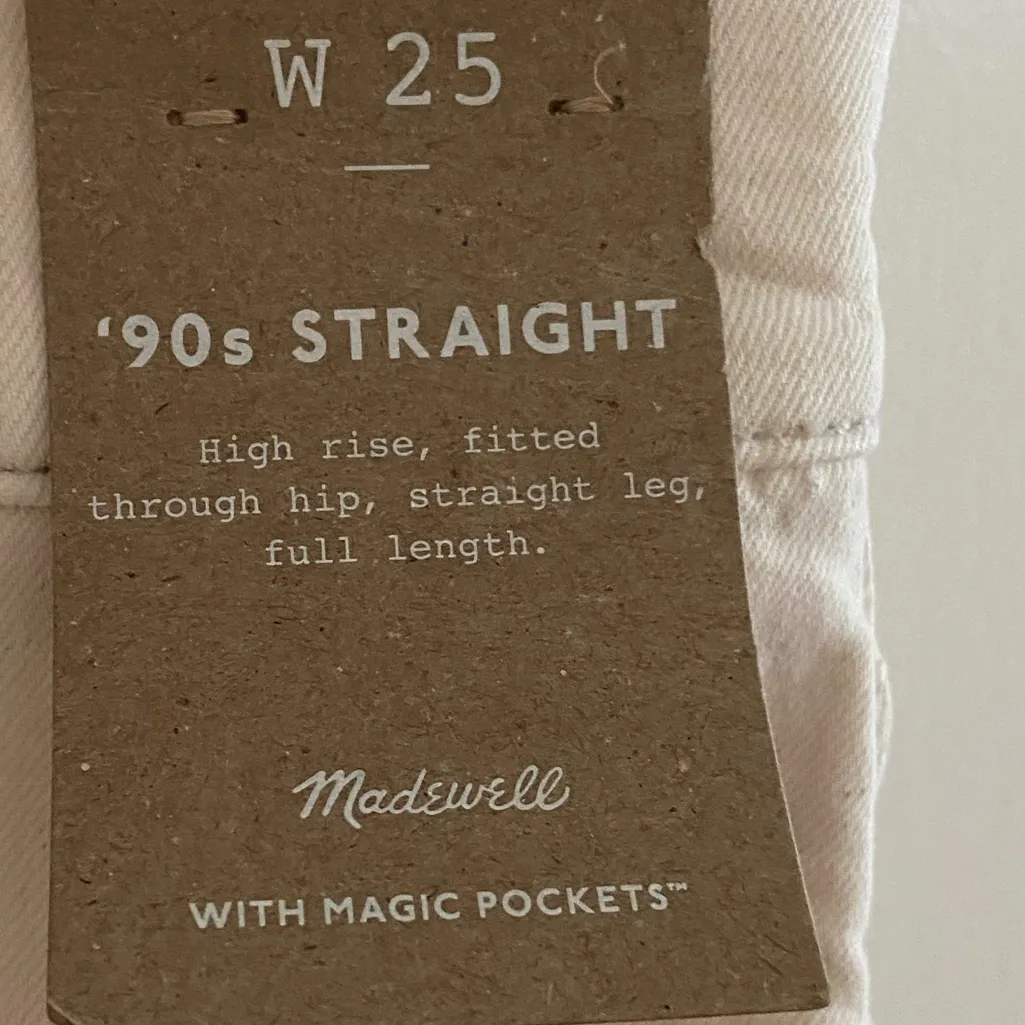 W 25
‘90s STRAIGHT
High rise, fitted
through hip, straight leg,
full length.
Madewell
WITH MAGIC POCKETS™